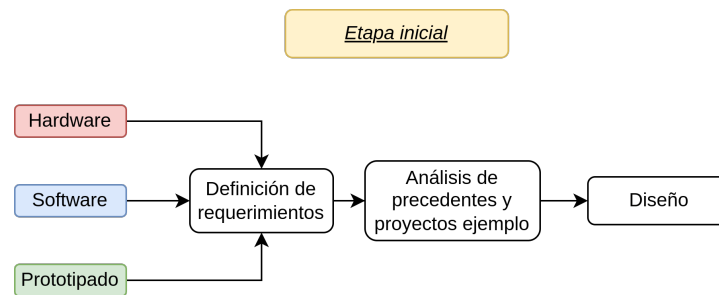 Etapa inicial
Hardware
Software
Prototipado
Definición de
requerimientos
Análisis de
precedentes y
proyectos ejemplo
Diseño